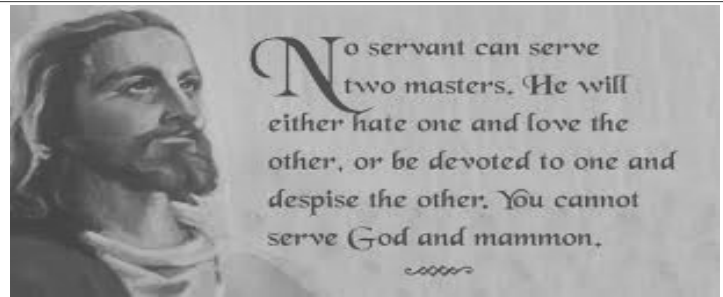 No servant can serve
two masters. He will
either hate one and love the
other, or be devoted to one and
despise the other. You cannot
serve God and mammon.